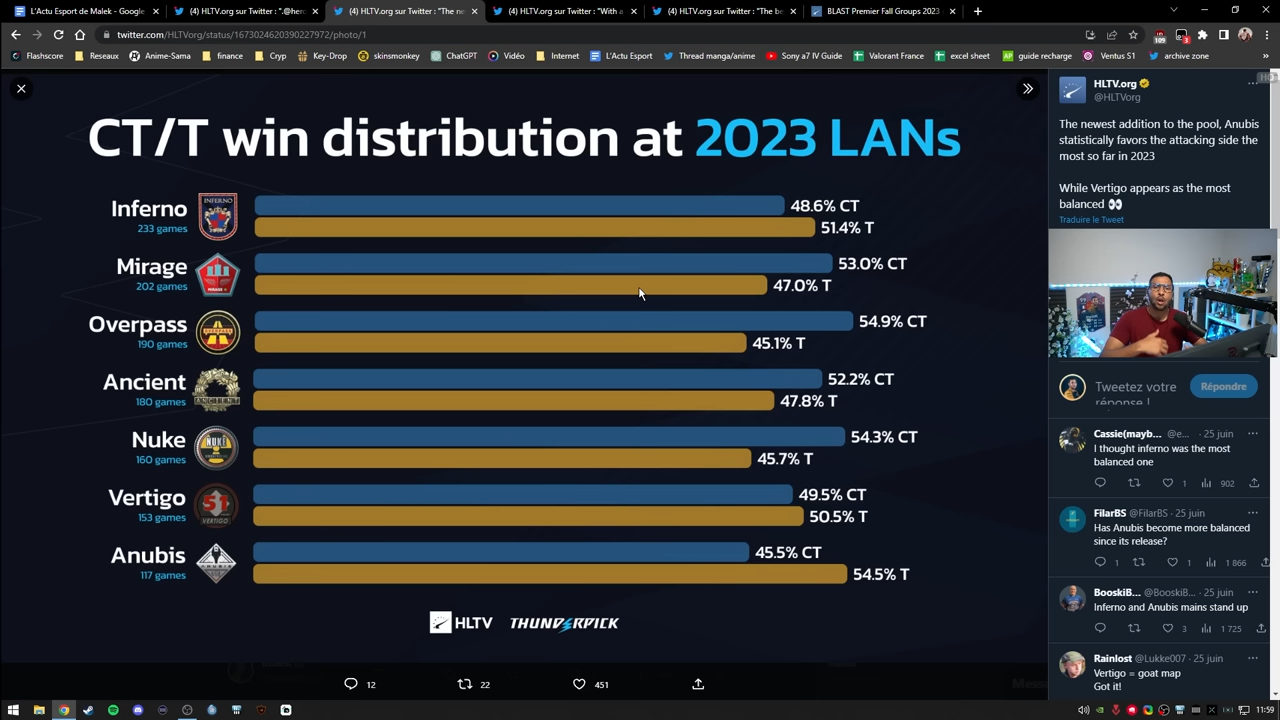 L'Actu Esport de Malek - Docume
(4) HLTV.org sur Twitter : ".@hero
(4) HLTV.org sur Twitter : "The ne
(4) HLTV.org sur Twitter : "With a
(4) HLTV.org sur Twitter : "The be
BLAST Premier Fall Groups 2023
twitter.com/HLTVorg/status/1673024620390227972/photo/1
Flashscore
Reseaux
Anime-Sama
finance
Cryp
Key-Drop
skinsmonkey
ChatGPT
Vidéo
Internet
L'Actu Esport
Thread manga/anime
Sony a7 IV Guide
Valorant France
excel sheet
guide recharge
Ventus S1
archive zone
CT/T win distribution at 2023 LANs
Inferno
233 games
48.6% CT
51.4% T
Mirage
202 games
53.0% CT
47.0% T
Overpass
190 games
54.9% CT
45.1% T
Ancient
180 games
52.2% CT
47.8% T
Nuke
160 games
54.3% CT
45.7% T
Vertigo
153 games
49.5% CT
50.5% T
Anubis
117 games
45.5% CT
54.5% T
HLTV THUNDERPICK
12
22
451
HLTV.org
@HLTVorg
The newest addition to the pool, Anubis
statistically favors the attacking side the
most so far in 2023
While Vertigo appears as the most
balanced 👀
Traduire le Tweet
Tweetez votre
réponse !
Répondre
Cassie(mayb... @e... · 25 juin
I thought inferno was the most
balanced one
1 902
FilarBS @FilarBS · 25 juin
Has Anubis become more balanced
since its release?
1 1 1 866
BooskiB... @BooskiB... · 25 juin
Inferno and Anubis mains stand up
3 1 725
Rainlost @Lukke007 · 25 juin
Vertigo = goat map
Got it!
11:59